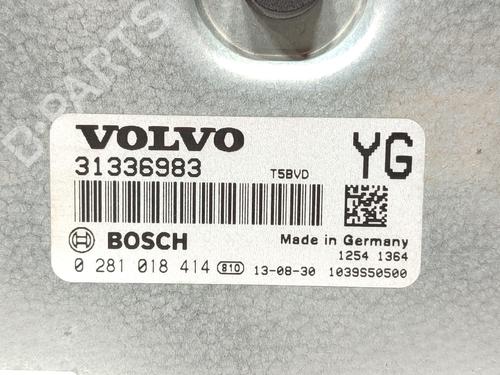 B-PARTS
VOLVO
YG
31336983
T5BVD
BOSCH
Made in Germany
1254 1364
0 281 018 414 810 13-08-30 1039S50500